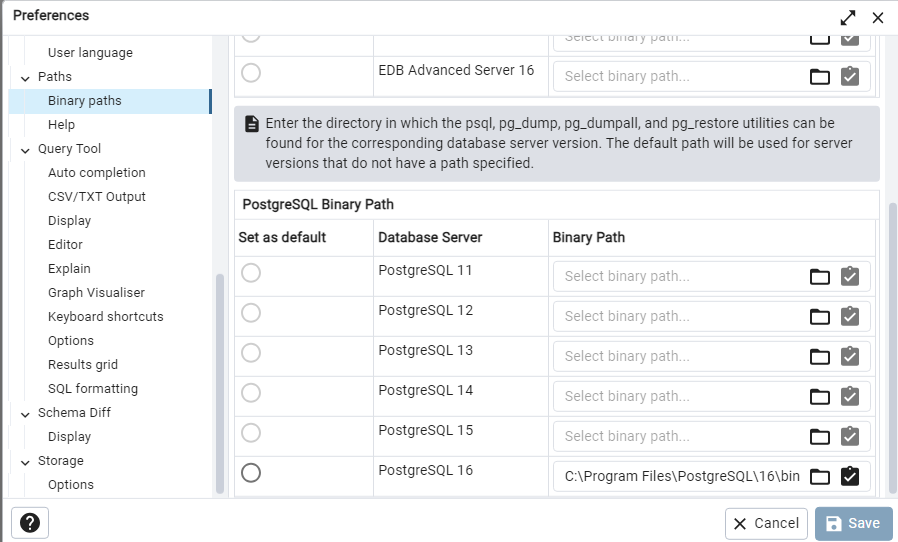 Preferences
User language
Paths
Binary paths
Help
Query Tool
Auto completion
CSV/TXT Output
Display
Editor
Explain
Graph Visualiser
Keyboard shortcuts
Options
Results grid
SQL formatting
Schema Diff
Display
Storage
Options
Select binary path...
EDB Advanced Server 16
Select binary path...
Enter the directory in which the psql, pg_dump, pg_dumpall, and pg_restore utilities can be
found for the corresponding database server version. The default path will be used for server
versions that do not have a path specified.
PostgreSQL Binary Path
Set as default Database Server Binary Path
PostgreSQL 11 Select binary path...
PostgreSQL 12 Select binary path...
PostgreSQL 13 Select binary path...
PostgreSQL 14 Select binary path...
PostgreSQL 15 Select binary path...
PostgreSQL 16 C:\Program Files\PostgreSQL\16\bin
? Cancel Save